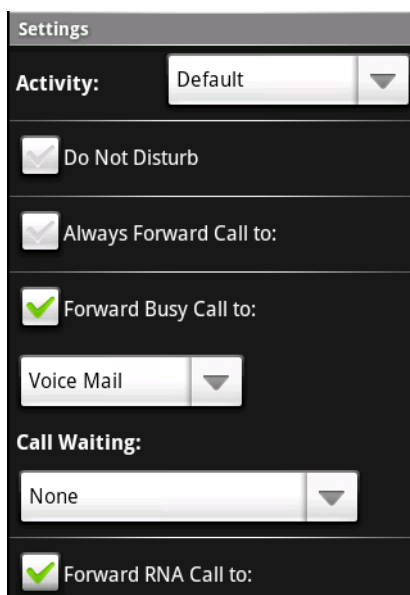 Settings
Activity: Default
Do Not Disturb
Always Forward Call to:
Forward Busy Call to:
Voice Mail
Call Waiting:
None
Forward RNA Call to: